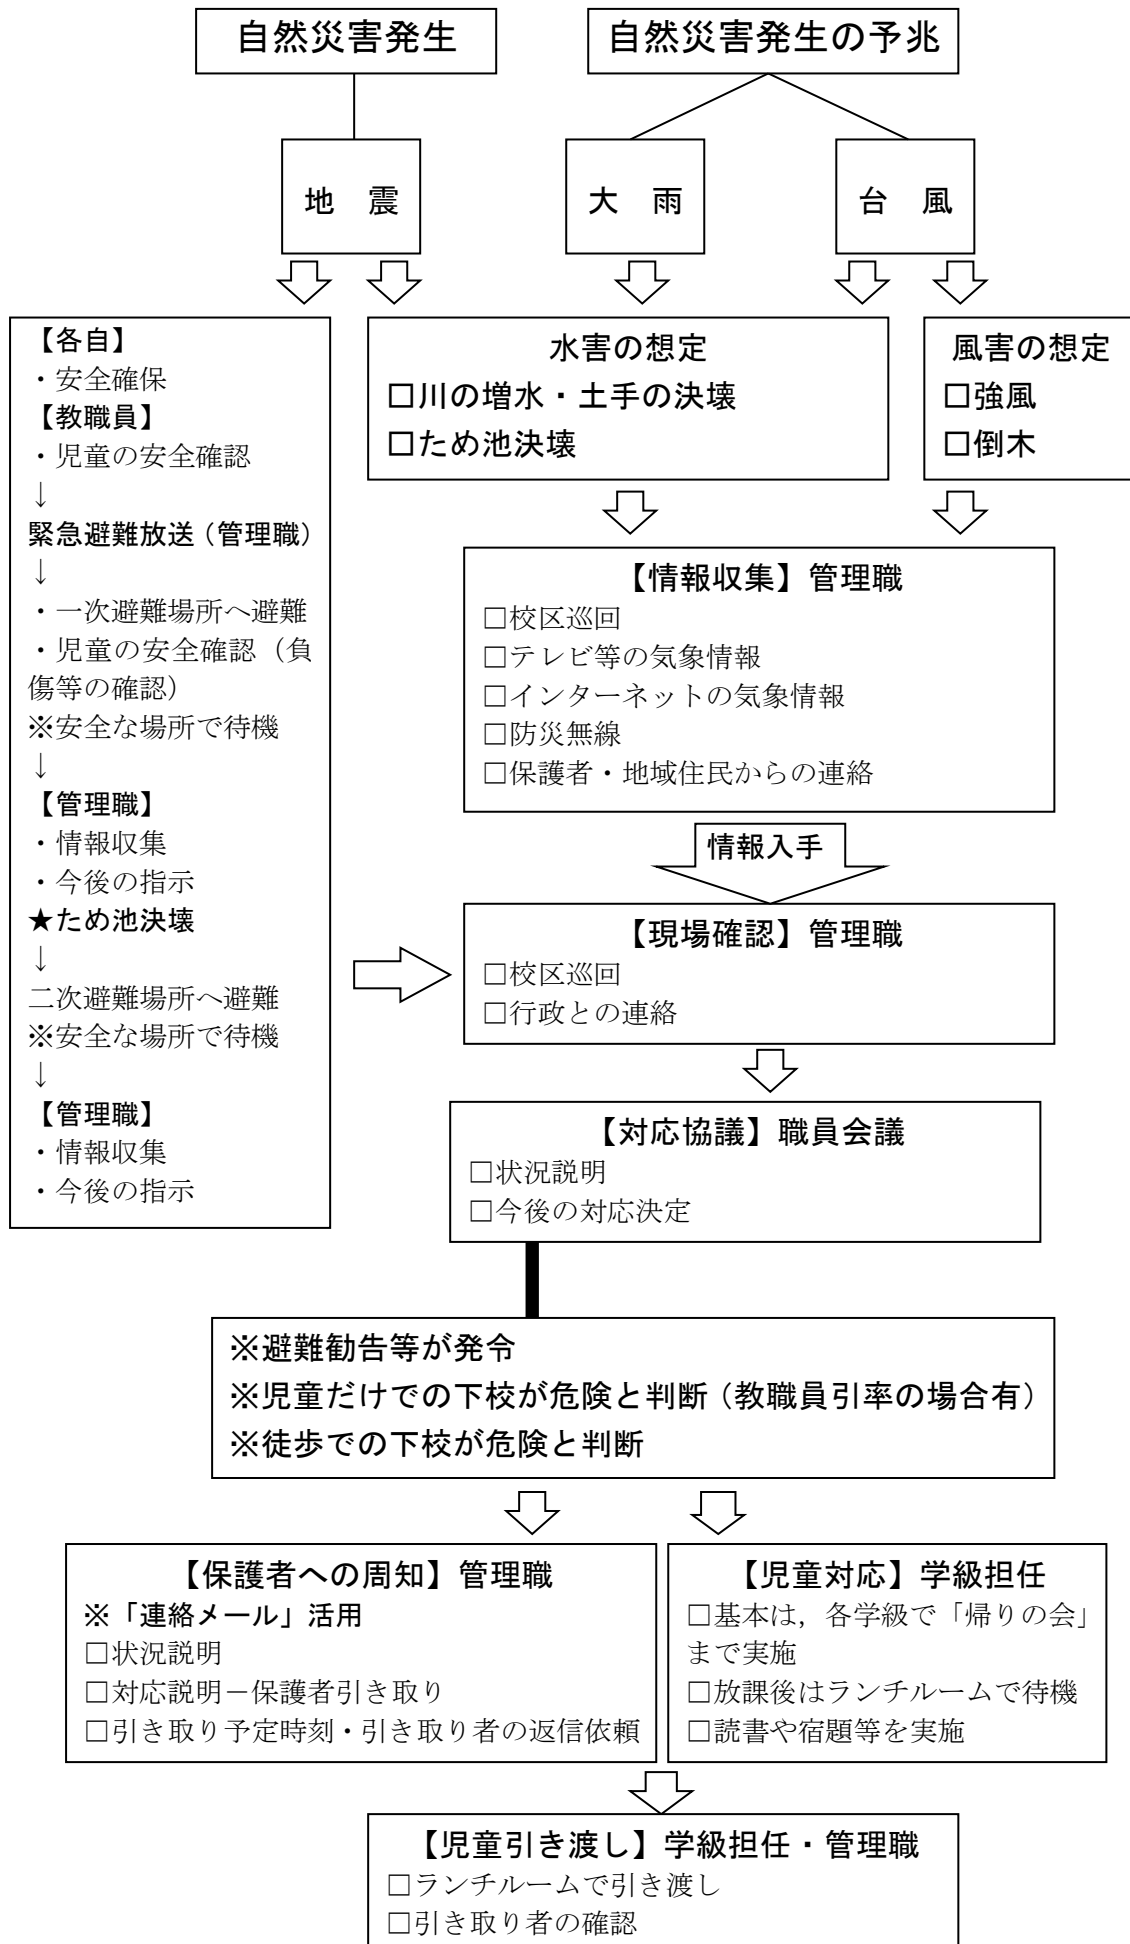 自然災害発生
自然災害発生の予兆
地　震
大　雨
台　風
【各自】
・安全確保
【教職員】
・児童の安全確認
↓
緊急避難放送（管理職）
↓
・一次避難場所へ避難
・児童の安全確認（負
傷等の確認）
※安全な場所で待機
↓
【管理職】
・情報収集
・今後の指示
★ため池決壊
↓
二次避難場所へ避難
※安全な場所で待機
↓
【管理職】
・情報収集
・今後の指示
水害の想定
□川の増水・土手の決壊
□ため池決壊
風害の想定
□強風
□倒木
【情報収集】管理職
□校区巡回
□テレビ等の気象情報
□インターネットの気象情報
□防災無線
□保護者・地域住民からの連絡
情報入手
【現場確認】管理職
□校区巡回
□行政との連絡
【対応協議】職員会議
□状況説明
□今後の対応決定
※避難勧告等が発令
※児童だけでの下校が危険と判断（教職員引率の場合有）
※徒歩での下校が危険と判断
【保護者への周知】管理職
※「連絡メール」活用
□状況説明
□対応説明－保護者引き取り
□引き取り予定時刻・引き取り者の返信依頼
【児童対応】学級担任
□基本は，各学級で「帰りの会」
まで実施
□放課後はランチルームで待機
□読書や宿題等を実施
【児童引き渡し】学級担任・管理職
□ランチルームで引き渡し
□引き取り者の確認